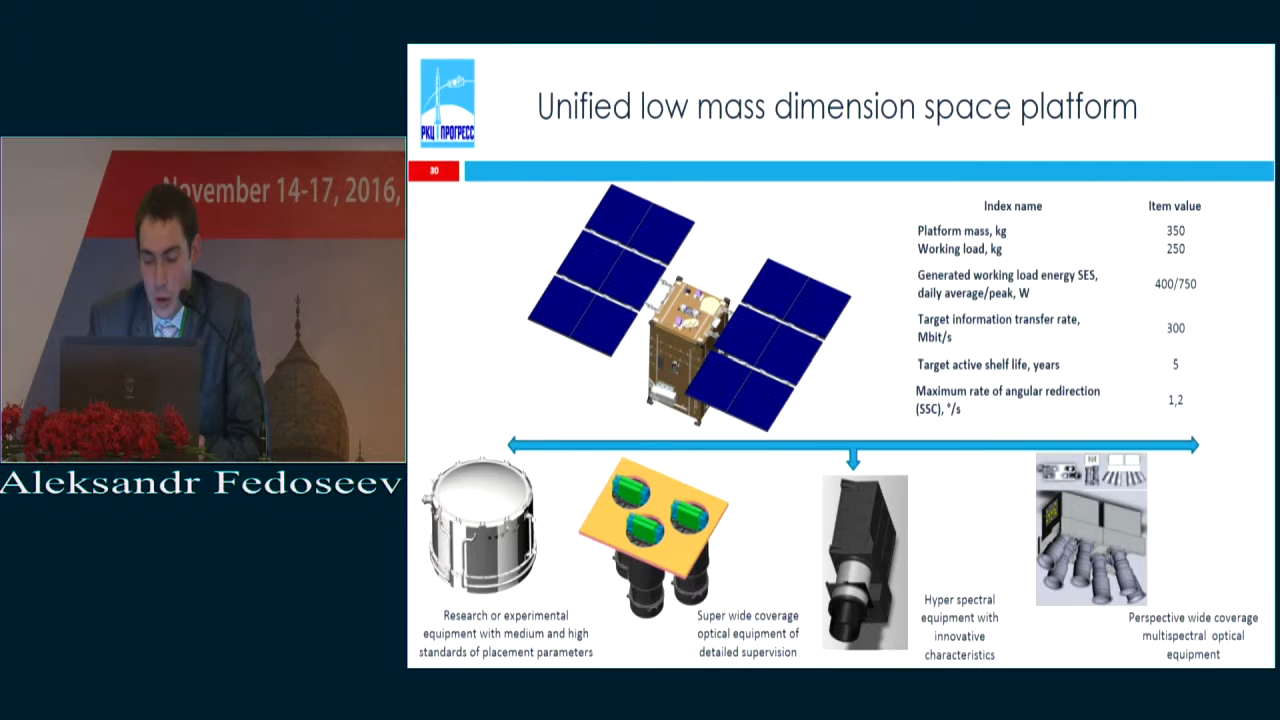 Unified low mass dimension space platform
РКЦ ПРОГРЕСС
30
November 14-17, 2016,
Index name Item value
Platform mass, kg 350
Working load, kg 250
Generated working load energy SES,
daily average/peak, W 400/750
Target information transfer rate,
Mbit/s 300
Target active shelf life, years 5
Maximum rate of angular redirection
(SSC), °/s 1,2
Aleksandr Fedoseev
Research or experimental
equipment with medium and high
standards of placement parameters
Super wide coverage
optical equipment of
detailed supervision
Hyper spectral
equipment with
innovative
characteristics
Perspective wide coverage
multispectral optical
equipment